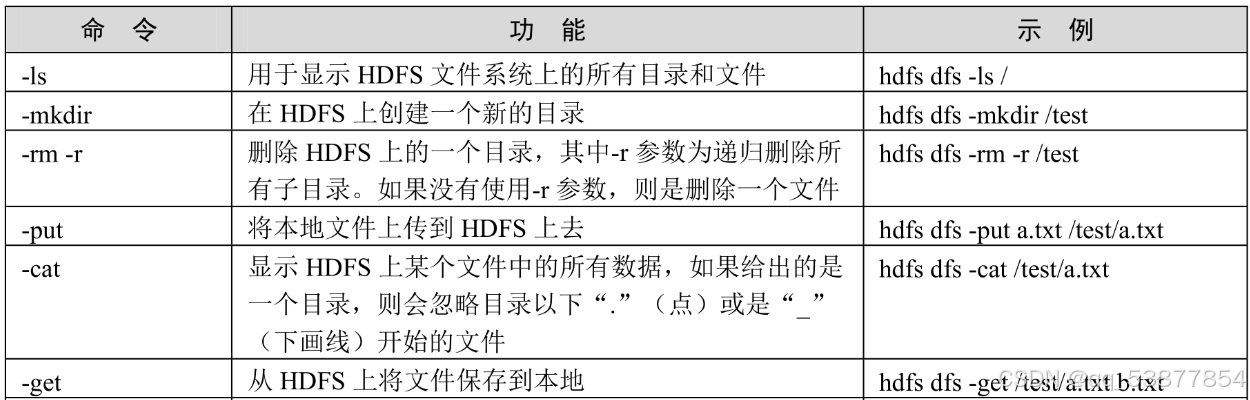 命 令 功 能 示 例
-ls 用于显示 HDFS 文件系统上的所有目录和文件 hdfs dfs -ls /
-mkdir 在 HDFS 上创建一个新的目录 hdfs dfs -mkdir /test
-rm -r 删除 HDFS 上的一个目录，其中-r 参数为递归删除所 hdfs dfs -rm -r /test
有子目录。如果没有使用-r 参数，则是删除一个文件
-put 将本地文件上传到 HDFS 上去 hdfs dfs -put a.txt /test/a.txt
-cat 显示 HDFS 上某个文件中的所有数据，如果给出的是 hdfs dfs -cat /test/a.txt
一个目录，则会忽略目录以下“.”（点）或是“_”
（下画线）开始的文件
-get 从 HDFS 上将文件保存到本地 hdfs dfs -get /test/a.txt b.txt
CSDN @qq_53877854